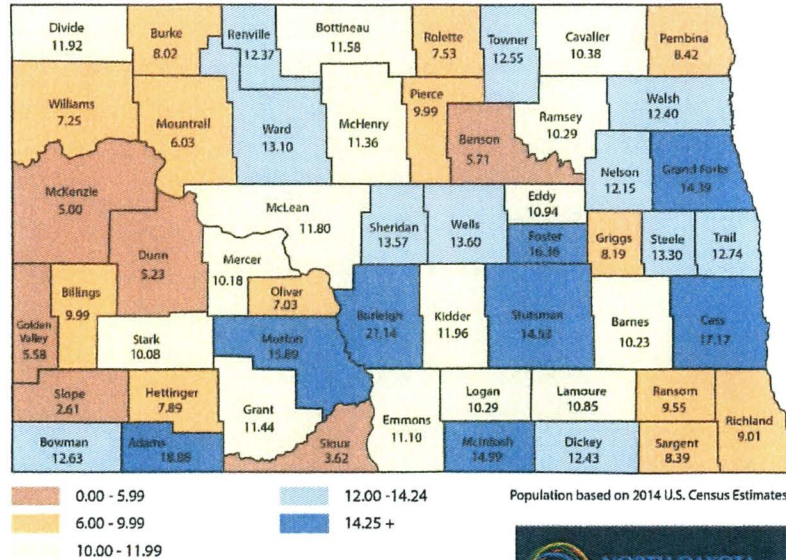 Divide
11.92
Burke
8.02
Renville
12.37
Bottineau
11.58
Rolette
7.53
Towner
12.55
Cavalier
10.38
Pembina
8.42
Williams
7.25
Mountrail
6.03
Ward
13.10
McHenry
11.36
Pierce
9.99
Benson
5.71
Ramsey
10.29
Walsh
12.40
Nelson
12.15
Grand Forks
14.39
McKenzie
5.00
Dunn
5.23
McLean
11.80
Mercer
10.18
Oliver
7.03
Sheridan
13.57
Wells
13.60
Eddy
10.94
Foster
16.36
Griggs
8.19
Steele
13.30
Trail
12.74
Golden
Valley
5.58
Billings
9.99
Stark
10.08
Morton
15.89
Burleigh
21.14
Kidder
11.96
Stutsman
14.53
Barnes
10.23
Cass
17.17
Slope
2.61
Hettinger
7.89
Grant
11.44
Sioux
3.62
Emmons
11.10
Logan
10.29
Lamoure
10.85
Ransom
9.55
Richland
9.01
Bowman
12.63
Adams
18.88
McIntosh
14.99
Dickey
12.43
Sargent
8.39
0.00 - 5.99
6.00 - 9.99
10.00 - 11.99
12.00 -14.24
14.25 +
Population based on 2014 U.S. Census Estimates